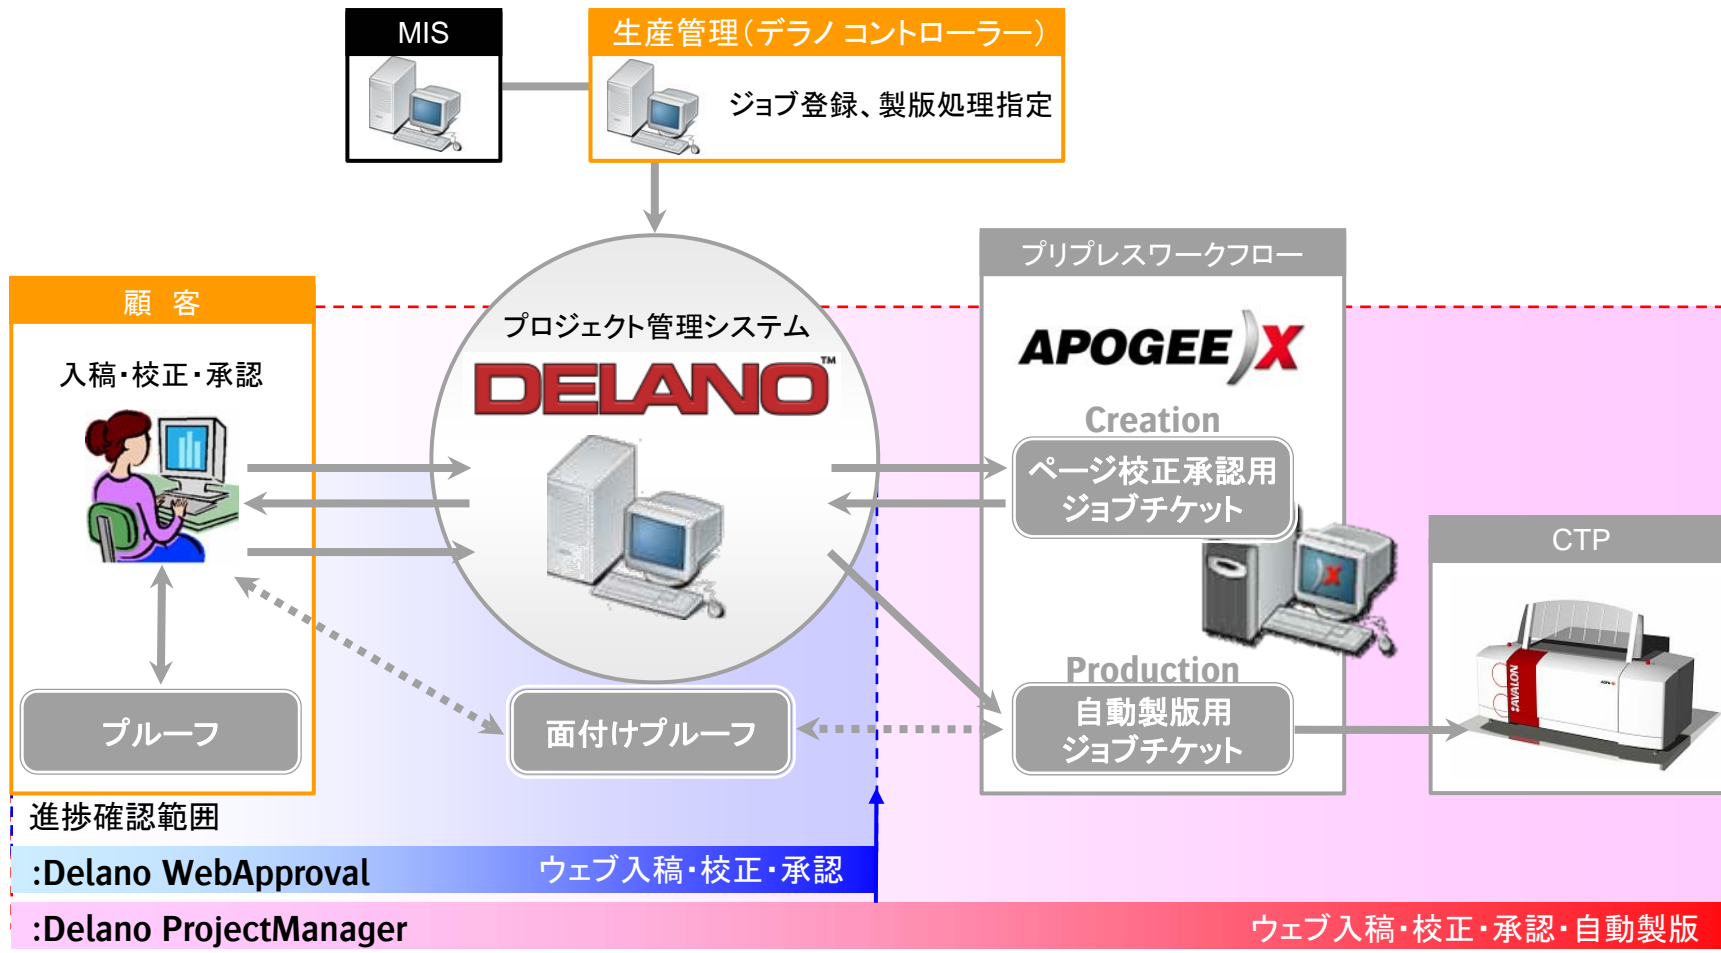 MIS
生産管理（デラノ コントローラー）
ジョブ登録、製版処理指定
プリプレスワークフロー
顧 客
プロジェクト管理システム
DELANO™
APOGEE X
入稿・校正・承認
Creation
ページ校正承認用
ジョブチケット
CTP
X
Production
自動製版用
ジョブチケット
:AVALON
AGFA
プルーフ
面付けプルーフ
進捗確認範囲
:Delano WebApproval
ウェブ入稿・校正・承認
:Delano ProjectManager
ウェブ入稿・校正・承認・自動製版